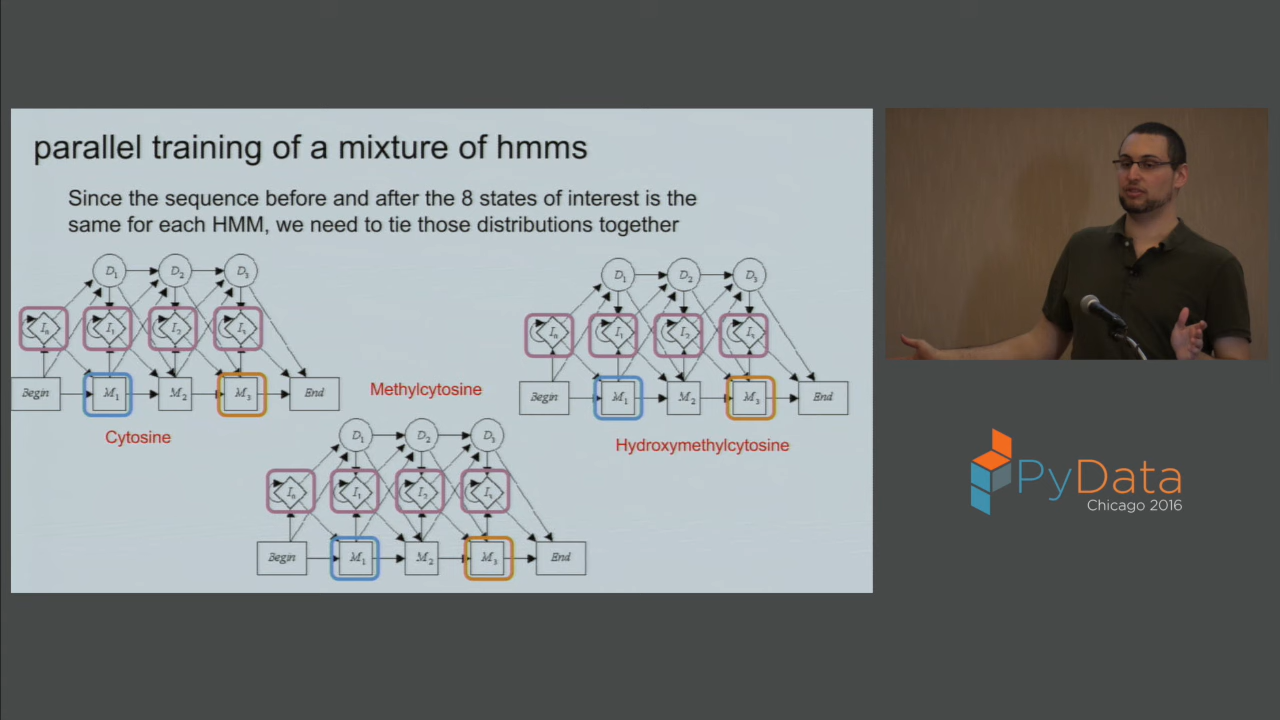 parallel training of a mixture of hmms
Since the sequence before and after the 8 states of interest is the
same for each HMM, we need to tie those distributions together
D₁ D₂ D₃
I₀ I₁ I₂ I₃
Begin M₁ M₂ M₃ End
Cytosine
Methylcytosine
D₁ D₂ D₃
I₀ I₁ I₂ I₃
Begin M₁ M₂ M₃ End
D₁ D₂ D₃
I₀ I₁ I₂ I₃
Begin M₁ M₂ M₃ End
Hydroxymethylcytosine
PyData
Chicago 2016